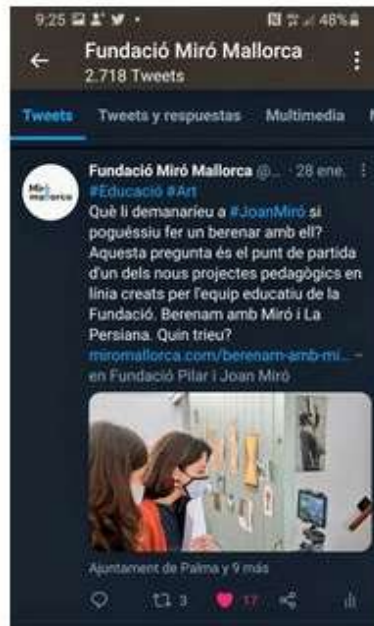 9:25 48%
Fundació Miró Mallorca
2.718 Tweets
Tweets Tweets y respuestas Multimedia
Fundació Miró Mallorca @... · 28 ene.
Miró
mallorca
#Educació #Art
Què li demanaríeu a #JoanMiró si
poguéssiu fer un berenar amb ell?
Aquesta pregunta és el punt de partida
d'un dels nous projectes pedagògics en
línia creats per l'equip educatiu de la
Fundació. Berenam amb Miró i La
Persiana. Quin trieu?
miromallorca.com/berenam-amb-mi... –
en Fundació Pilar i Joan Miró
Ajuntament de Palma y 9 más
3 17